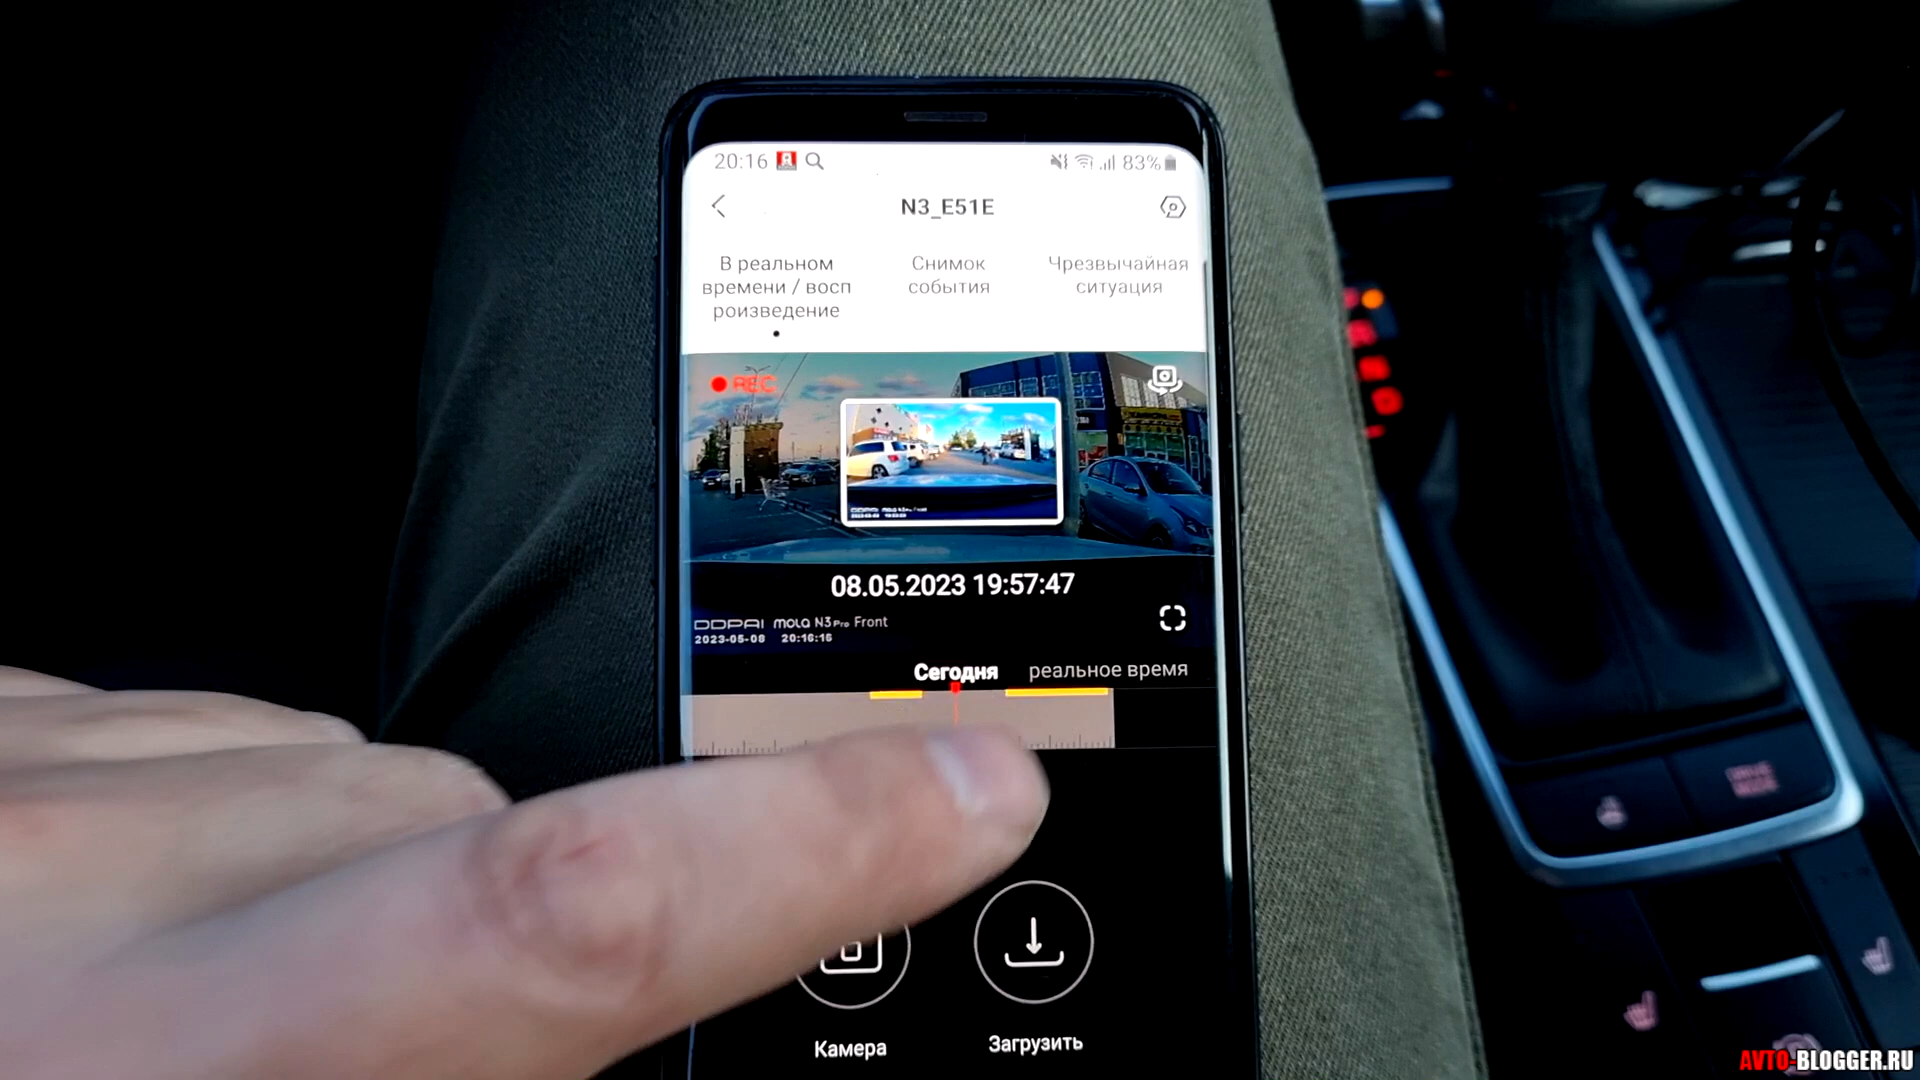 20:16
83%
N3_E51E
В реальном
времени / восп
роизведение
Снимок
события
Чрезвычайная
ситуация
REC
08.05.2023 19:57:47
DDPAI mola N3 Pro Front
2023-05-08 20:16:16
Сегодня
реальное время
Камера
Загрузить
DRIVE
MODE
AVTO-BLOGGER.RU